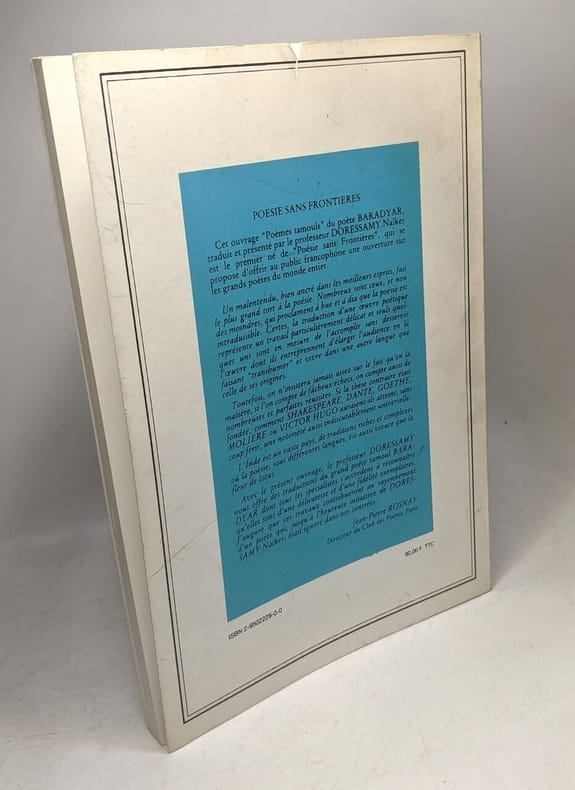 POESIE SANS FRONTIERES
Cet ouvrage "Poèmes tamouls" du poète BARADYAR,
traduit et présenté par le professeur DORESSAMY Naïker
est le premier né de "Poésie sans Frontières", qui se
propose d'offrir au public francophone une ouverture sur
les grands poètes du monde entier.
Un malentendu, bien ancré dans les meilleurs esprits, fait
le plus grand tort à la poésie. Nombreux sont ceux, et non
des moindres, qui proclament à hue et à dia que la poésie est
intraduisible. Certes, la traduction d'une œuvre poétique
représente un travail particulièrement délicat et seuls quel-
ques uns sont en mesure de l'accomplir sans desservir
l'œuvre dont ils entreprennent d'élargir l'audience en la
faisant "transhumer" et vivre dans une autre langue que
celle de ses origines.
Toutefois, on n'insistera jamais assez sur le fait qu'en la
matière, si l'on compte de fâcheux échecs, on compte aussi de
nombreuses et parfaites réussites. Si la thèse contraire était
fondée, comment SHAKESPEARE, DANTE, GOETHE,
MOLIERE ou VICTOR HUGO auraient-ils atteint, sans
coup férir, une notoriété aussi indiscutablement universelle.
L'Inde est un vaste pays, de traditions riches et complexes
où la poésie, sous différentes langues, est aussi vivace que la
fleur de lotus.
Avec le présent ouvrage, le professeur DORESSAMY
nous offre des traductions du grand poète tamoul BARA-
DYAR dont tous les spécialistes s'accordent à reconnaître
qu'elles sont d'une délicatesse et d'une fidélité exemplaires.
J'augure que ces travaux contribueront au rayonnement
d'un poète qui, jusqu'à l'heureuse initiative de DORES-
SAMY Naïker, était ignoré dans nos contrées.
Jean-Pierre ROSNAY
Directeur du Club des Poètes, Paris
90,00 F. TTC
ISBN 2-9502229-0-0